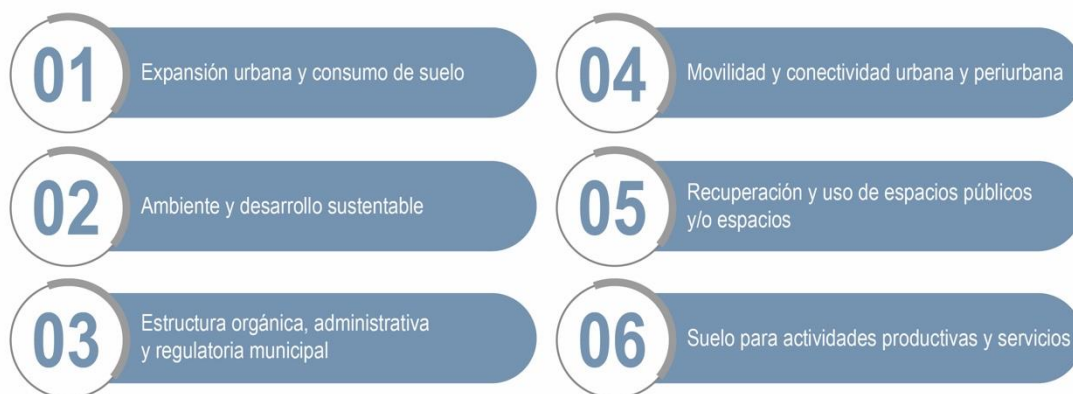 01
Expansión urbana y consumo de suelo
02
Ambiente y desarrollo sustentable
03
Estructura orgánica, administrativa
y regulatoria municipal
04
Movilidad y conectividad urbana y periurbana
05
Recuperación y uso de espacios públicos
y/o espacios
06
Suelo para actividades productivas y servicios